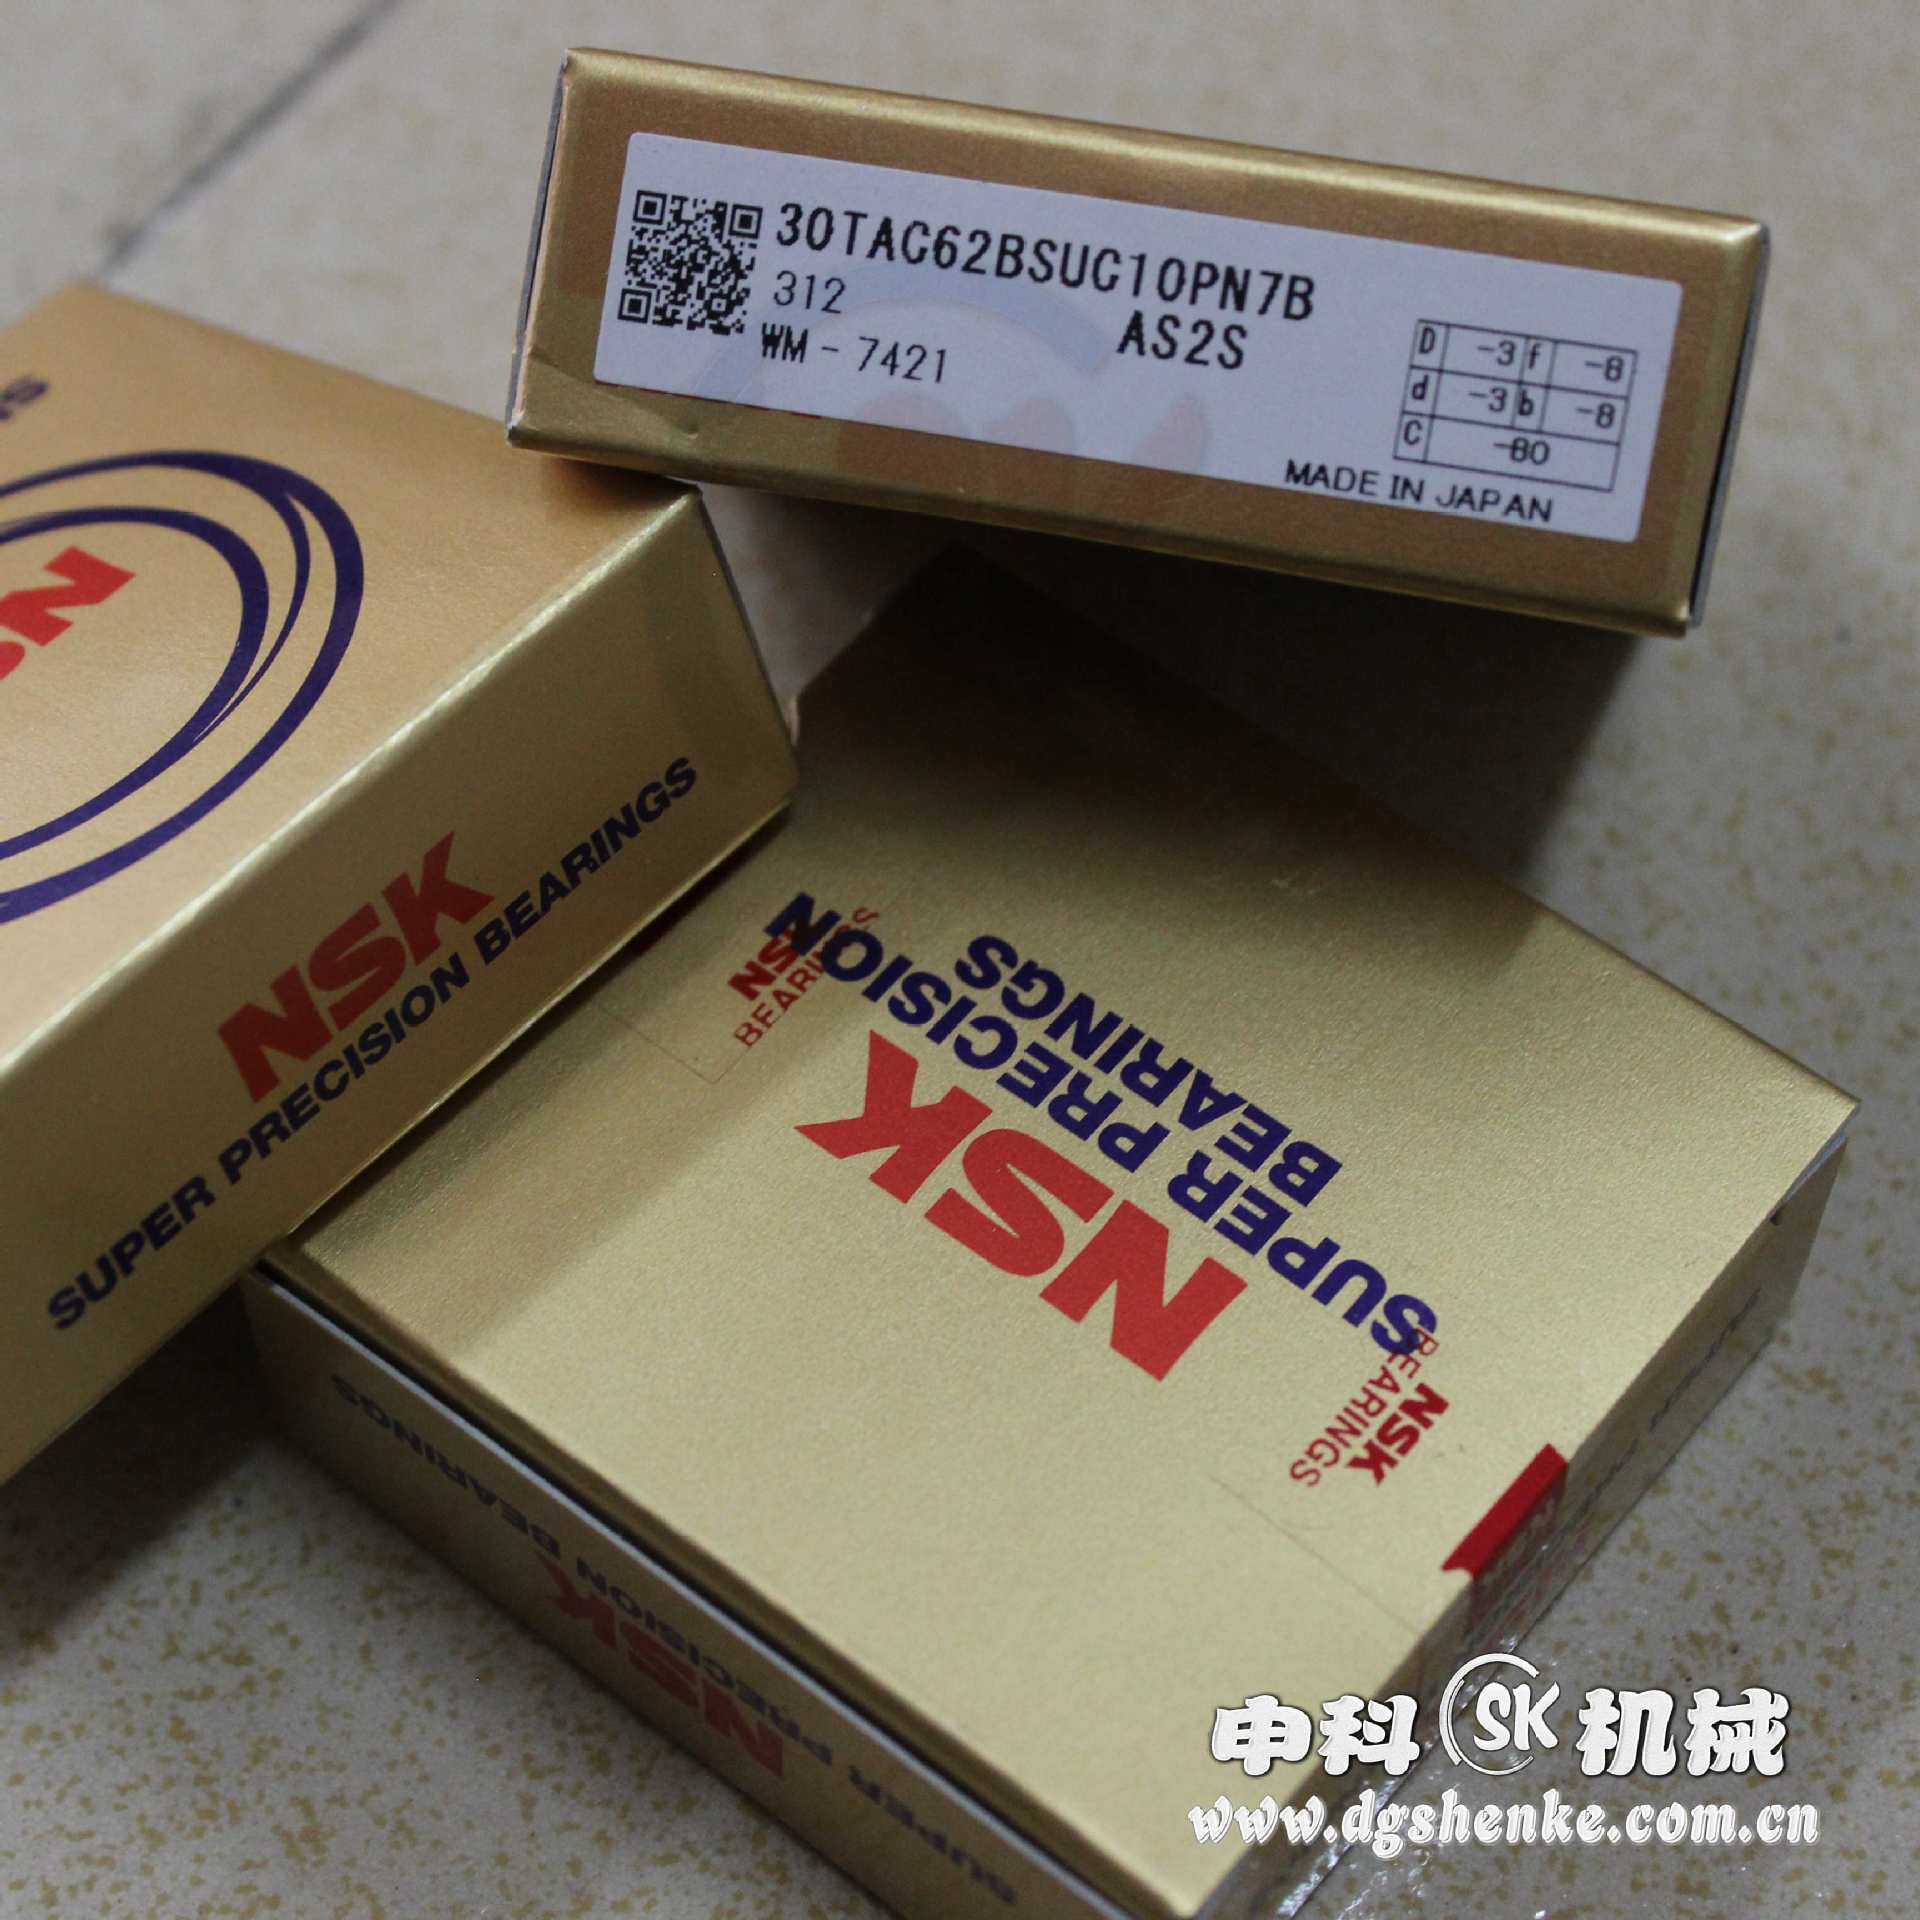 30TAC62BSUC10PN7B
312
AS2S
WM - 7421
D -3 f -8
d -3 b -8
C -80
MADE IN JAPAN
NSK
SUPER PRECISION BEARINGS
NSK
BEARINGS
NSK
SUPER PRECISION
BEARINGS
NSK
BEARINGS
BEARINGS
NSK
SUPER PRECISION BEARINGS
申科 SK 机械
www.dgshenke.com.cn